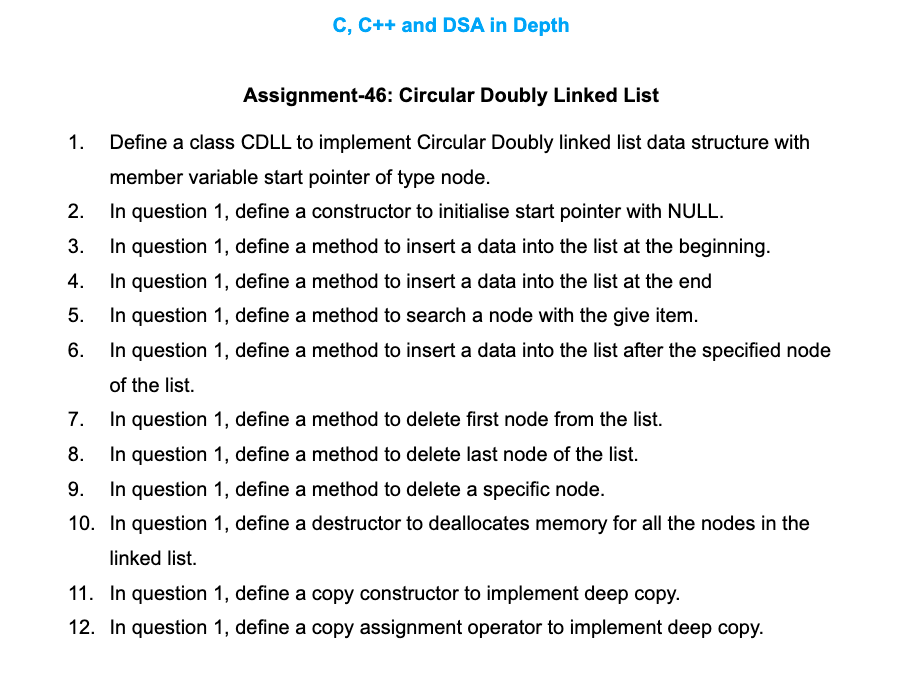 C, C++ and DSA in Depth
Assignment-46: Circular Doubly Linked List
1. Define a class CDLL to implement Circular Doubly linked list data structure with
member variable start pointer of type node.
2. In question 1, define a constructor to initialise start pointer with NULL.
3. In question 1, define a method to insert a data into the list at the beginning.
4. In question 1, define a method to insert a data into the list at the end
5. In question 1, define a method to search a node with the give item.
6. In question 1, define a method to insert a data into the list after the specified node
of the list.
7. In question 1, define a method to delete first node from the list.
8. In question 1, define a method to delete last node of the list.
9. In question 1, define a method to delete a specific node.
10. In question 1, define a destructor to deallocates memory for all the nodes in the
linked list.
11. In question 1, define a copy constructor to implement deep copy.
12. In question 1, define a copy assignment operator to implement deep copy.